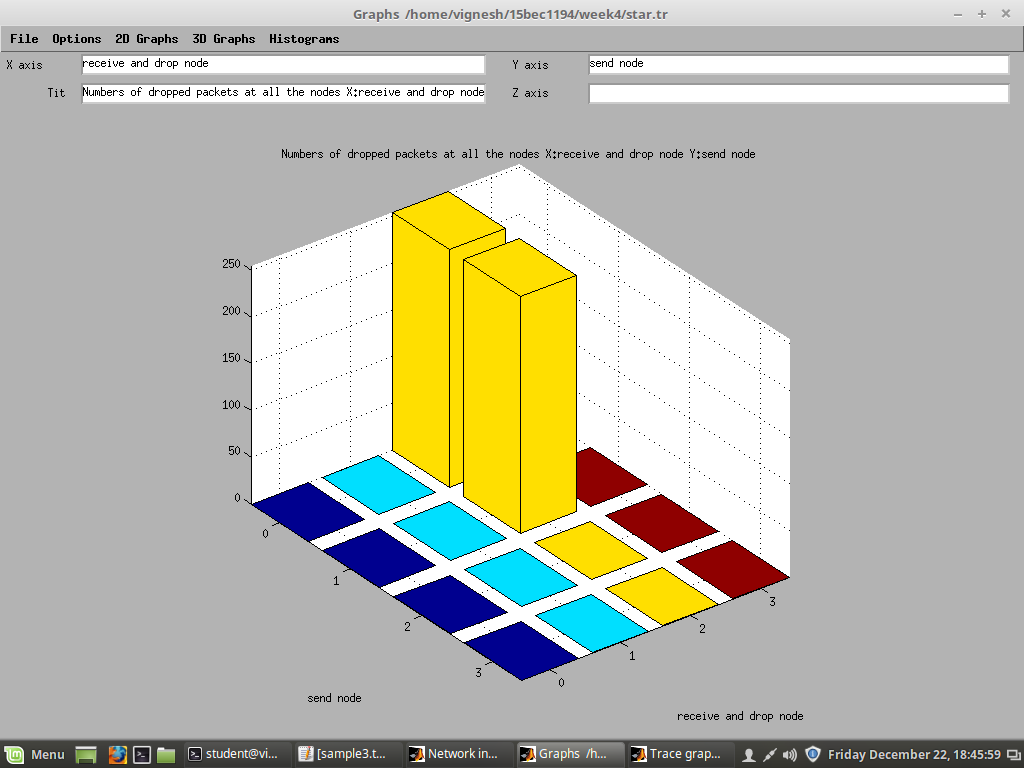 Graphs /home/vignesh/15bec1194/week4/star.tr
File Options 2D Graphs 3D Graphs Histograms
X axis receive and drop node Y axis send node
Tit Numbers of dropped packets at all the nodes X:receive and drop node Z axis
Numbers of dropped packets at all the nodes X:receive and drop node Y:send node
250
200
150
100
50
0
0
1
2
3
3
2
1
0
send node
receive and drop node
Menu student@vi... [sample3.t... Network in... Graphs /h... Trace grap... Friday December 22, 18:45:59